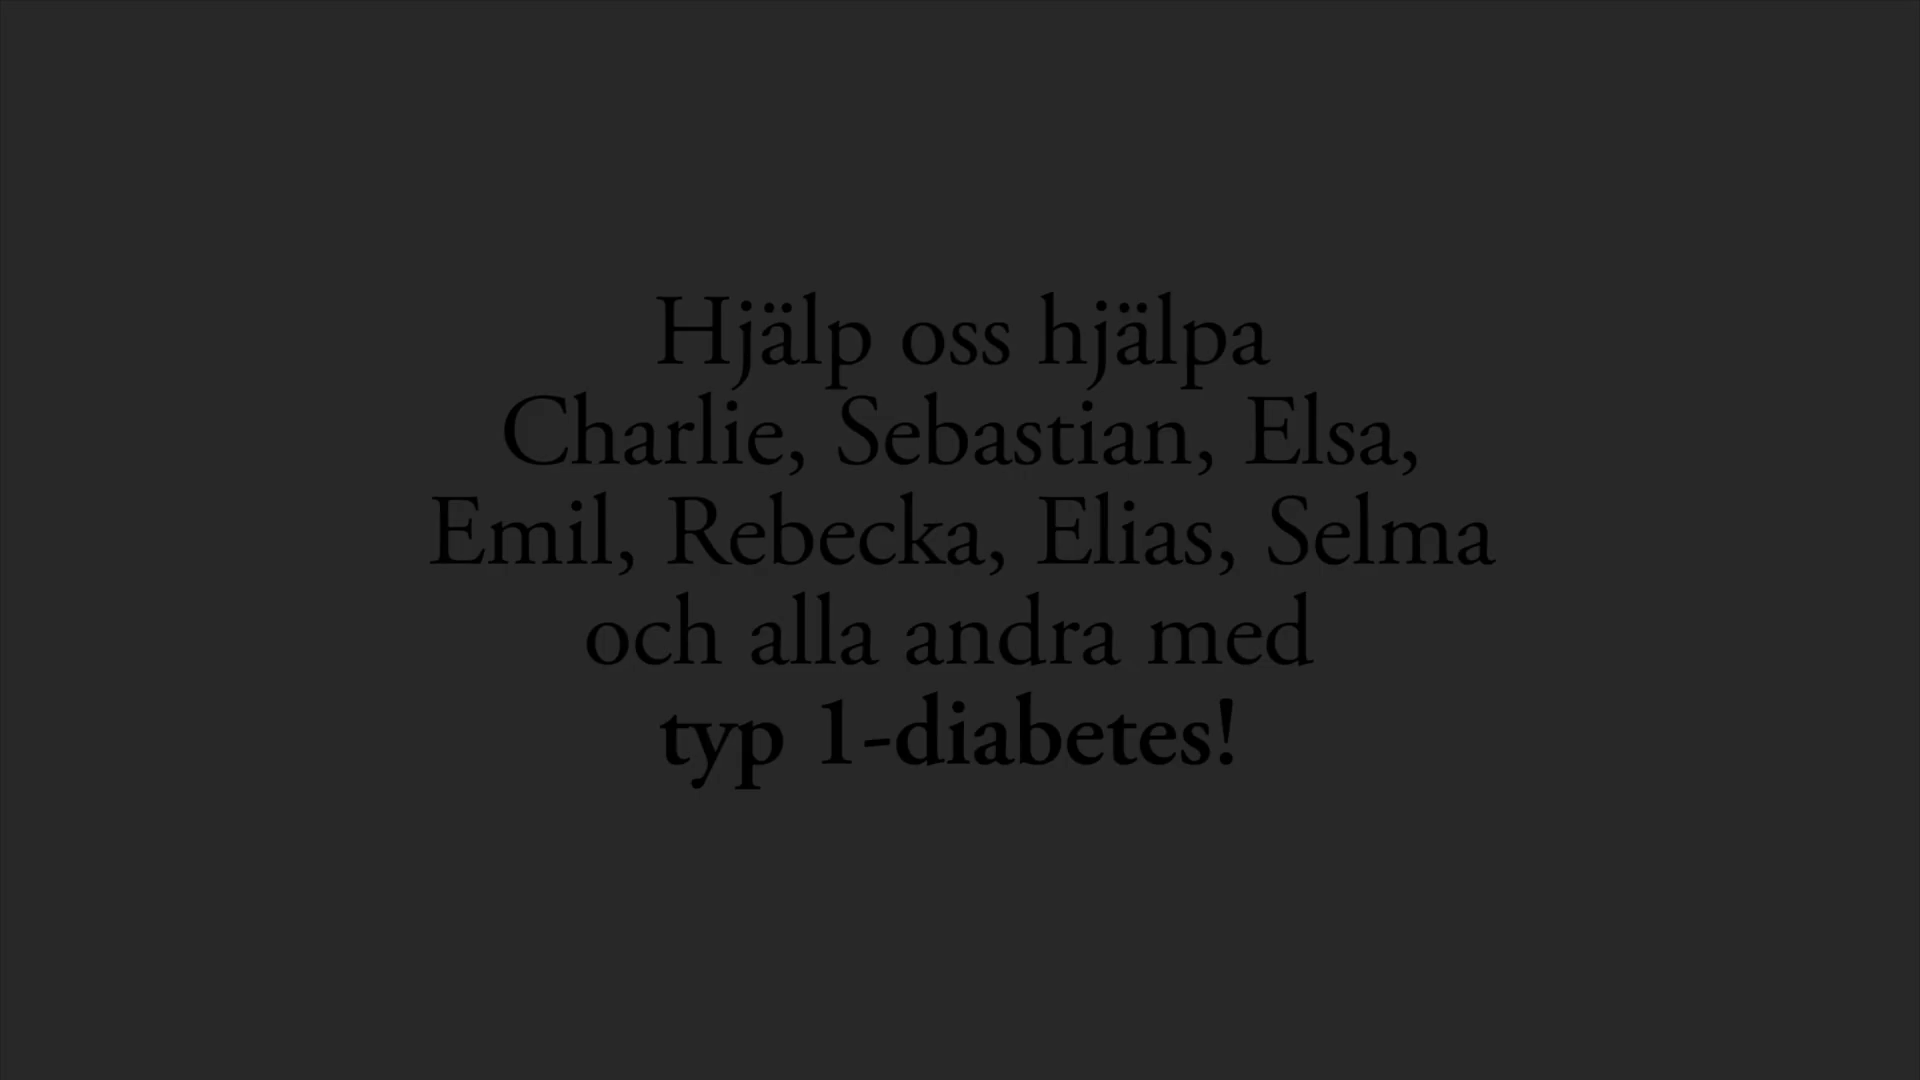 Hjälp oss hjälpa
Charlie, Sebastian, Elsa,
Emil, Rebecka, Elias, Selma
och alla andra med
typ 1-diabetes!